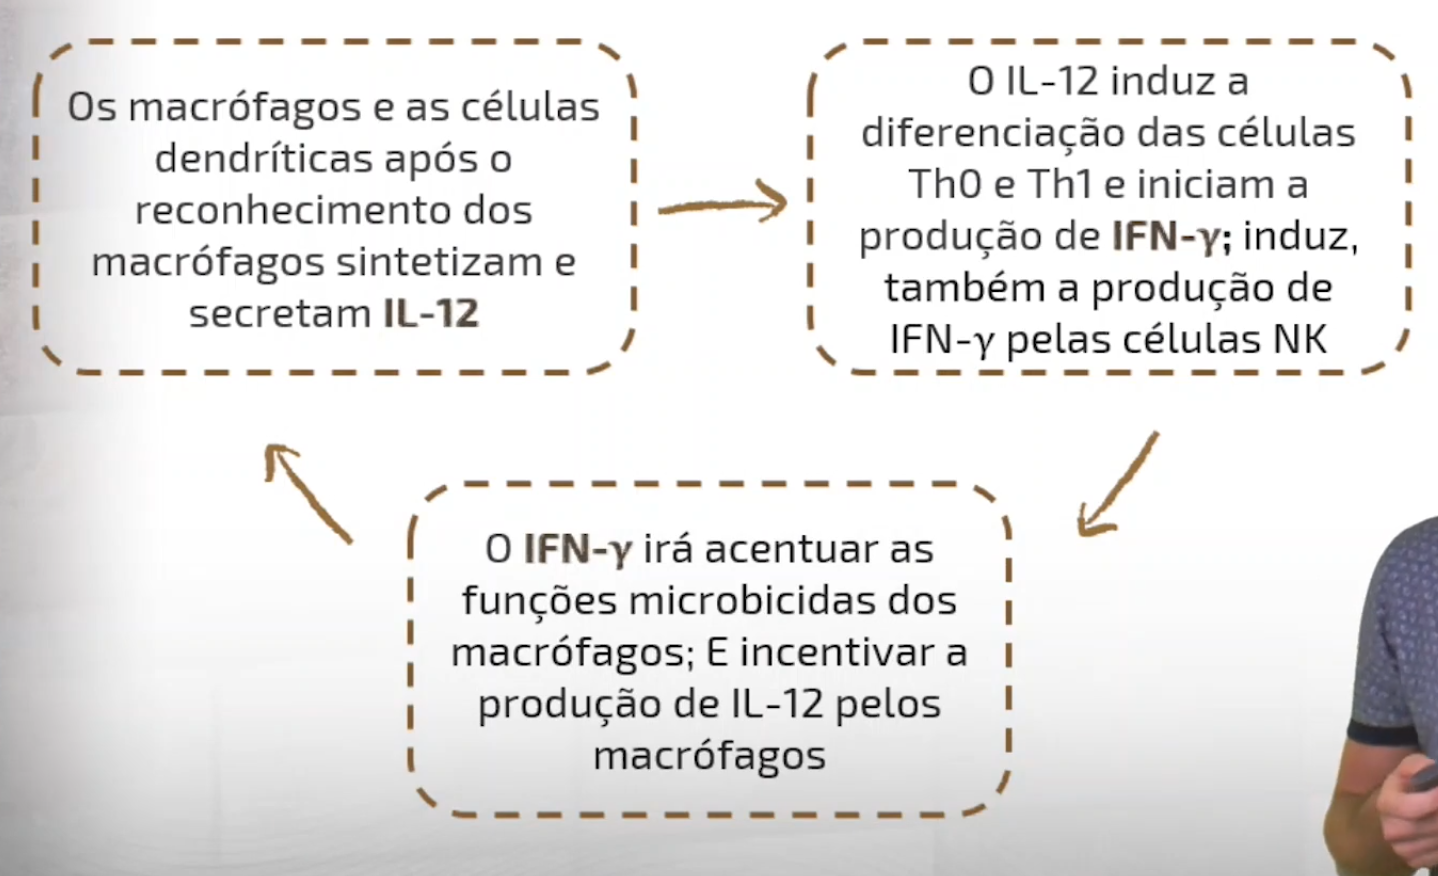 Os macrófagos e as células
dendríticas após o
reconhecimento dos
macrófagos sintetizam e
secretam IL-12
O IL-12 induz a
diferenciação das células
Th0 e Th1 e iniciam a
produção de IFN-γ; induz,
também a produção de
IFN-γ pelas células NK
O IFN-γ irá acentuar as
funções microbicidas dos
macrófagos; E incentivar a
produção de IL-12 pelos
macrófagos